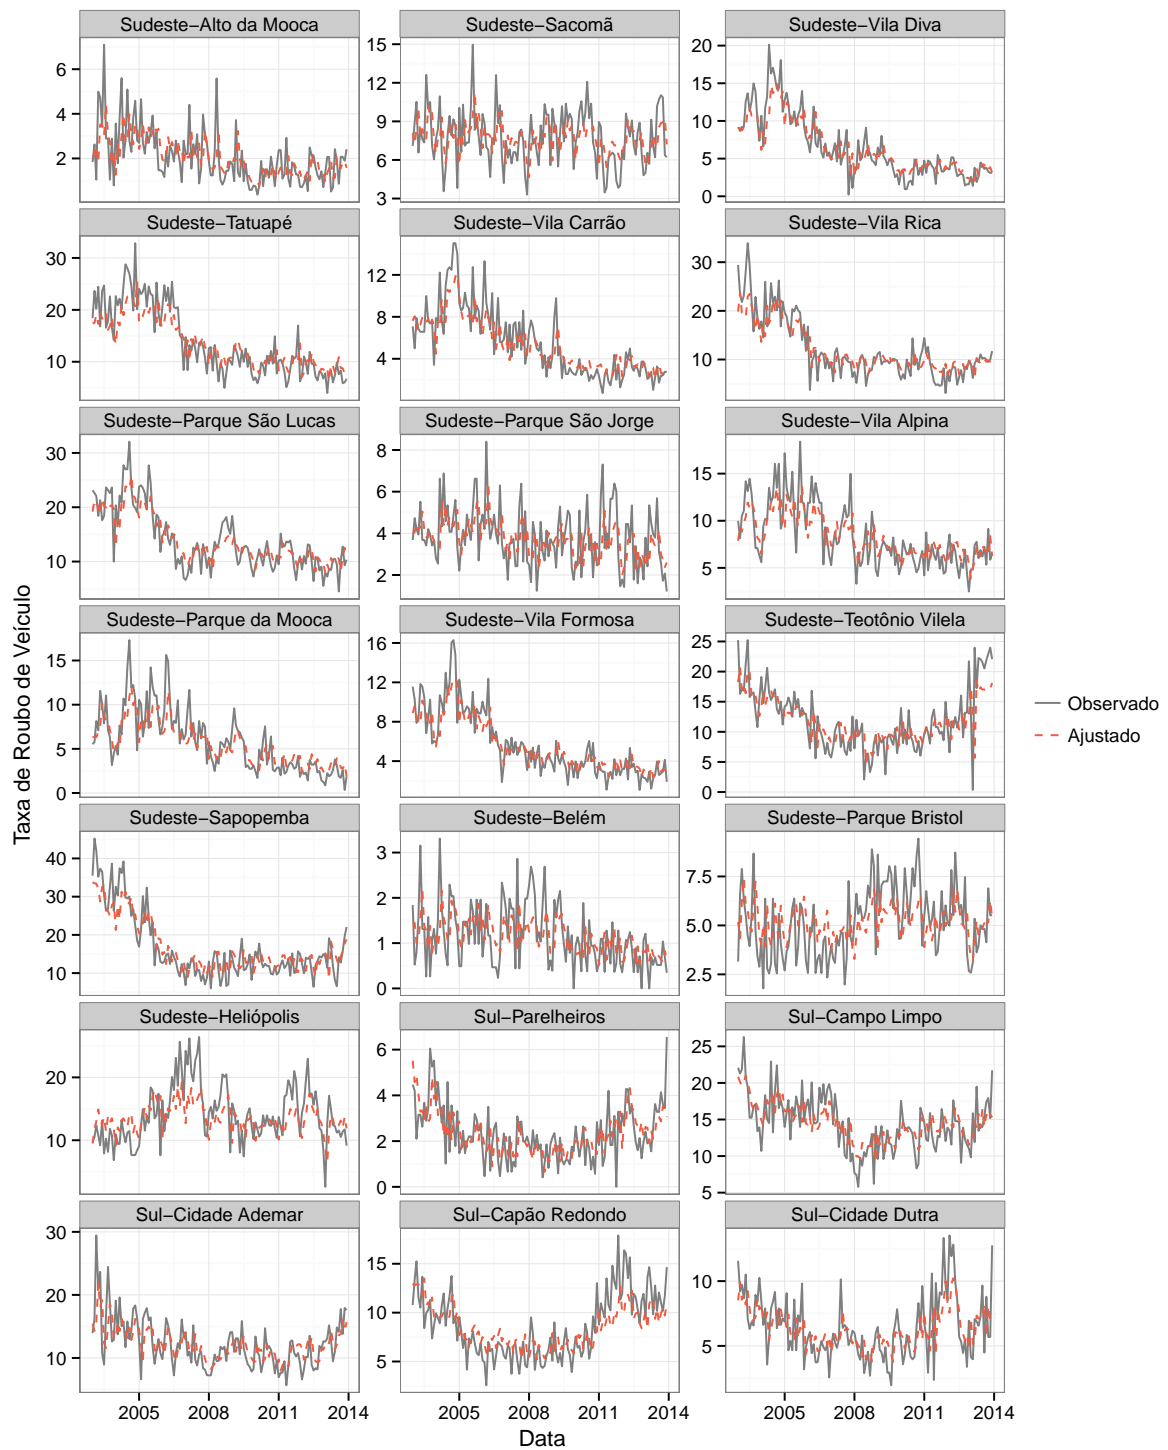 Sudeste−Alto da Mooca
Sudeste−Sacomã
Sudeste−Vila Diva
2
4
6
3
6
9
12
15
0
5
10
15
20
Sudeste−Tatuapé
Sudeste−Vila Carrão
Sudeste−Vila Rica
10
20
30
4
8
12
10
20
30
Sudeste−Parque São Lucas
Sudeste−Parque São Jorge
Sudeste−Vila Alpina
10
20
30
2
4
6
8
5
10
15
Sudeste−Parque da Mooca
Sudeste−Vila Formosa
Sudeste−Teotônio Vilela
0
5
10
15
4
8
12
16
0
5
10
15
20
25
Sudeste−Sapopemba
Sudeste−Belém
Sudeste−Parque Bristol
10
20
30
40
0
1
2
3
2.5
5.0
7.5
Sudeste−Heliópolis
Sul−Parelheiros
Sul−Campo Limpo
10
20
0
2
4
6
5
10
15
20
25
Sul−Cidade Ademar
Sul−Capão Redondo
Sul−Cidade Dutra
10
20
30
5
10
15
5
10
2005 2008 2011 2014
2005 2008 2011 2014
2005 2008 2011 2014
Data
Taxa de Roubo de Veículo
Observado
Ajustado